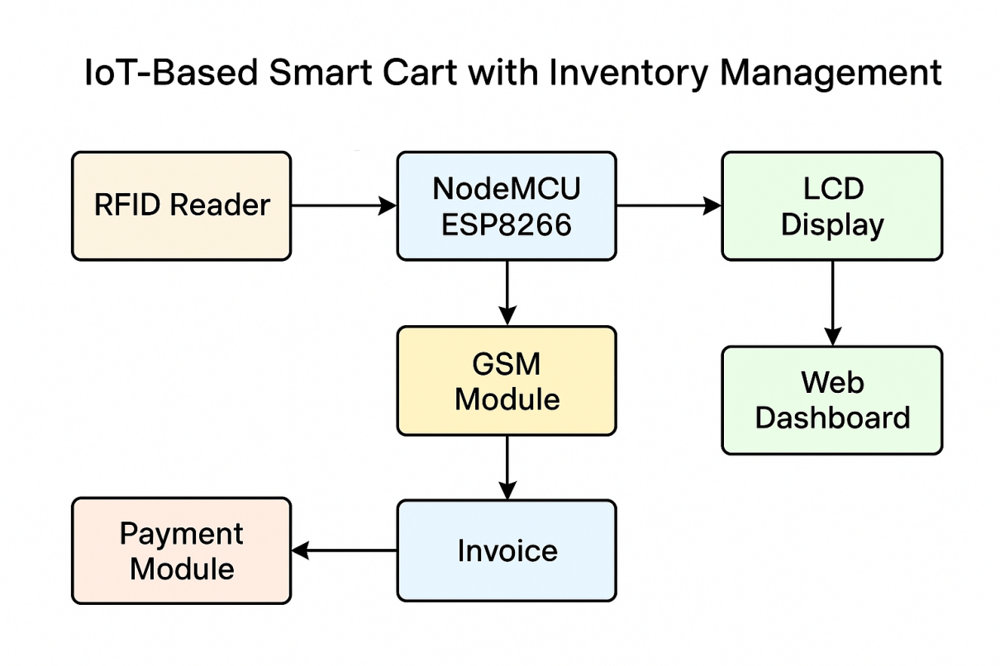 IoT-Based Smart Cart with Inventory Management
RFID Reader
NodeMCU
ESP8266
LCD
Display
GSM
Module
Web
Dashboard
Payment
Module
Invoice